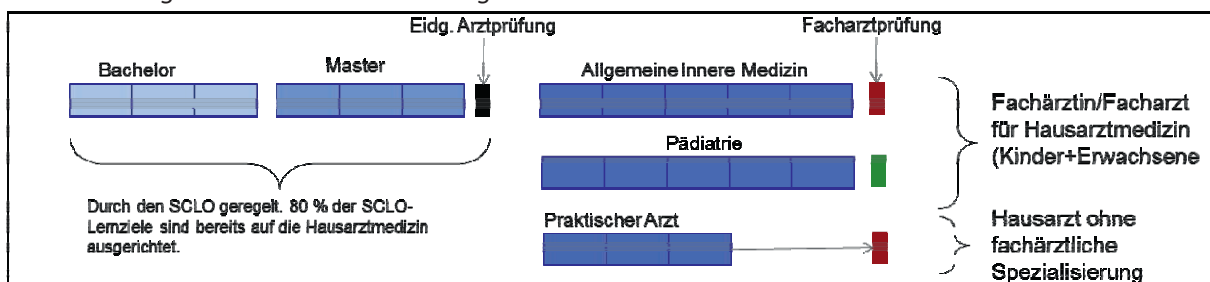 Eidg. Arztprüfung
Facharztprüfung
Bachelor
Master
Allgemeine Innere Medizin
Pädiatrie
Praktischer Arzt
Durch den SCLO geregelt. 80 % der SCLO-
Lernziele sind bereits auf die Hausarztmedizin
ausgerichtet.
Fachärztin/Facharzt
für Hausarztmedizin
(Kinder+Erwachsene
Hausarzt ohne
fachärztliche
Spezialisierung